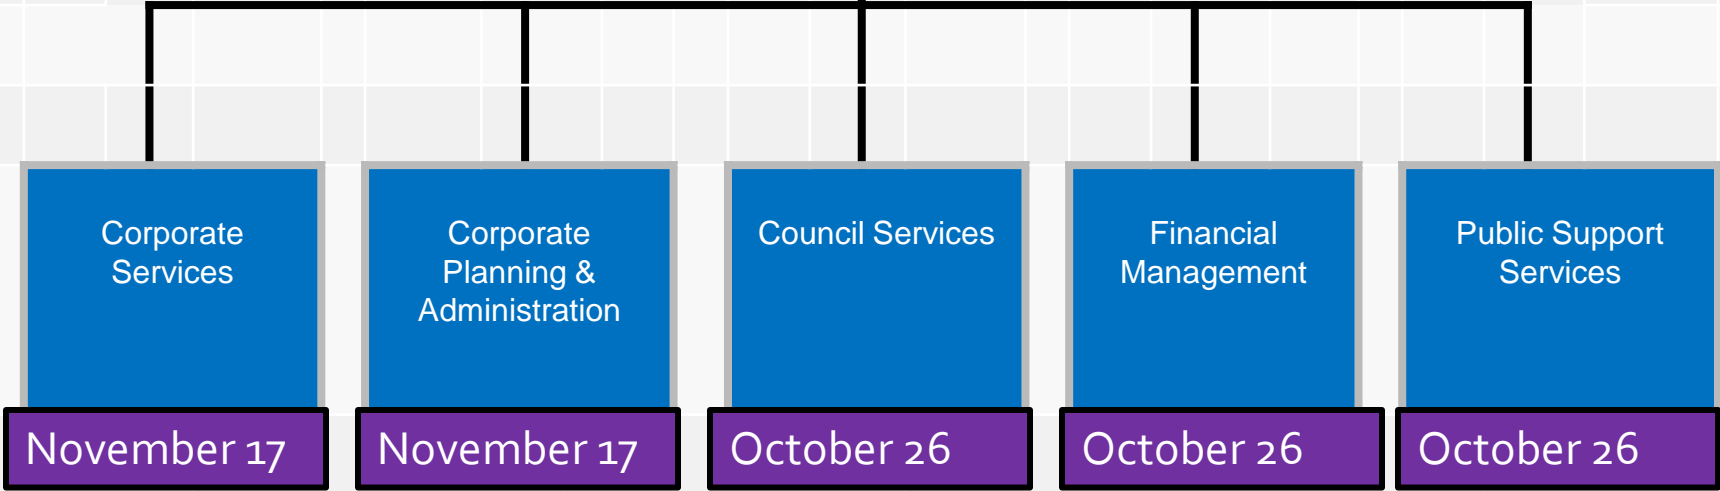 Corporate
Services
Corporate
Planning &
Administration
Council Services
Financial
Management
Public Support
Services
November 17
November 17
October 26
October 26
October 26